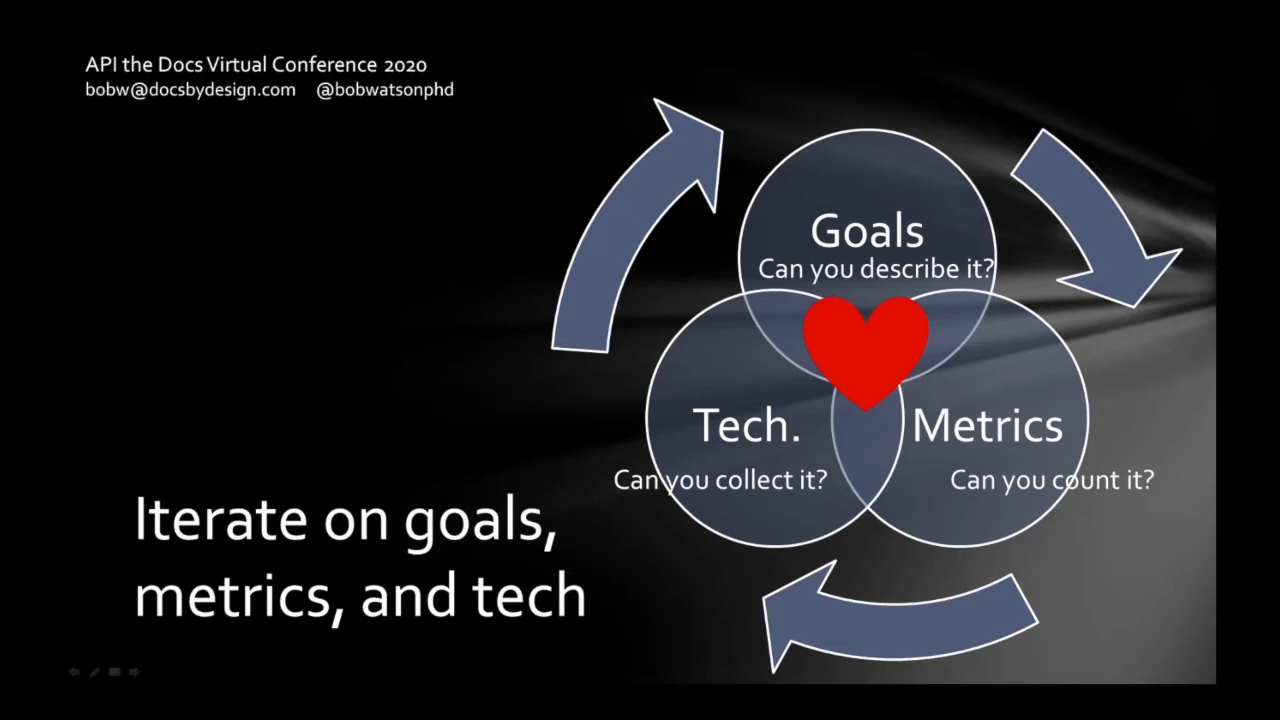 API the Docs Virtual Conference 2020
bobw@docsbydesign.com @bobwatsonphd
Goals
Can you describe it?
Tech.
Can you collect it?
Metrics
Can you count it?
Iterate on goals,
metrics, and tech